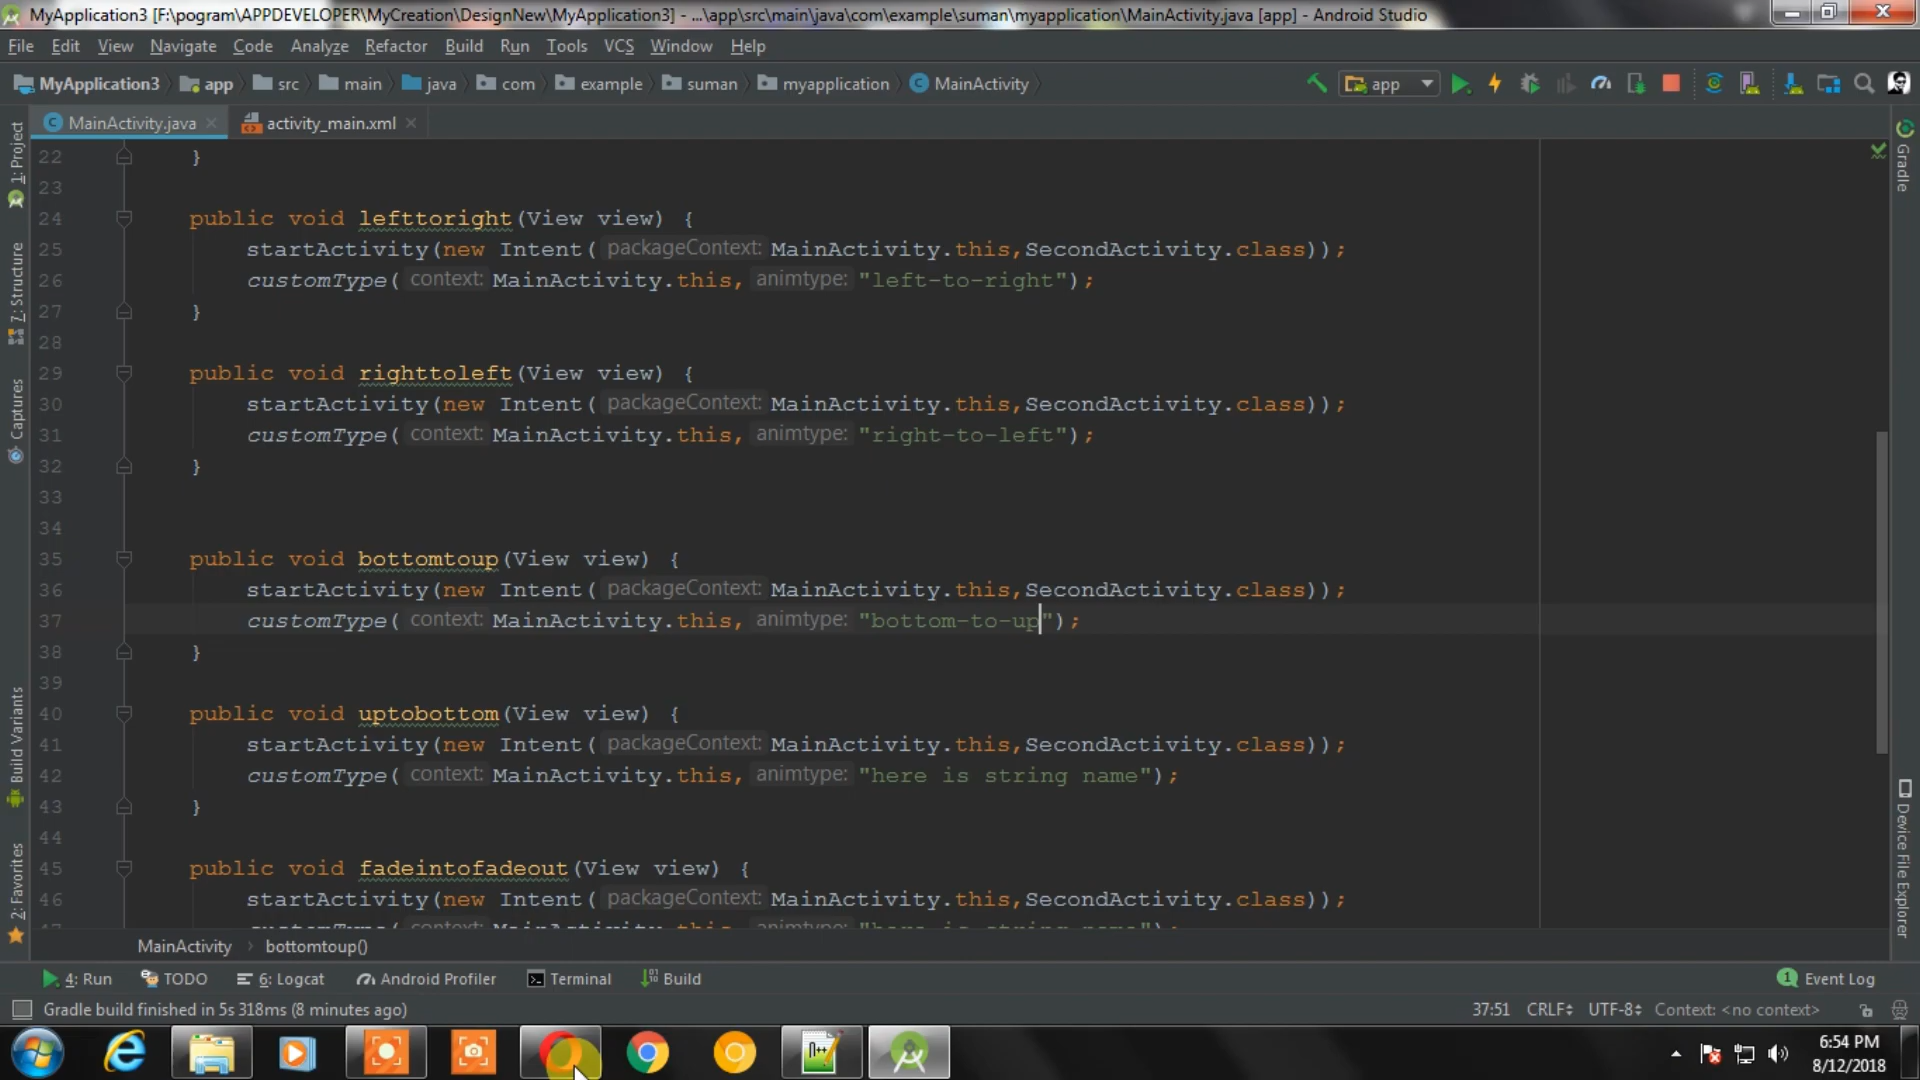 MyApplication3 [F:\pogram\APPDEVELOPER\MyCreation\DesignNew\MyApplication3] - ...\app\src\main\java\com\example\suman\myapplication\MainActivity.java [app] - Android Studio
File Edit View Navigate Code Analyze Refactor Build Run Tools VCS Window Help
MyApplication3 app src main java com example suman myapplication MainActivity app
MainActivity.java activity_main.xml
1: Project
7: Structure
Captures
Build Variants
2: Favorites
22 }
23
24 public void lefttoright(View view) {
25 startActivity(new Intent( packageContext: MainActivity.this,SecondActivity.class));
26 customType( context: MainActivity.this, animtype: "left-to-right");
27 }
28
29 public void righttoleft(View view) {
30 startActivity(new Intent( packageContext: MainActivity.this,SecondActivity.class));
31 customType( context: MainActivity.this, animtype: "right-to-left");
32 }
33
34
35 public void bottomtoup(View view) {
36 startActivity(new Intent( packageContext: MainActivity.this,SecondActivity.class));
37 customType( context: MainActivity.this, animtype: "bottom-to-up");
38 }
39
40 public void uptobottom(View view) {
41 startActivity(new Intent( packageContext: MainActivity.this,SecondActivity.class));
42 customType( context: MainActivity.this, animtype: "here is string name");
43 }
44
45 public void fadeintofadeout(View view) {
46 startActivity(new Intent( packageContext: MainActivity.this,SecondActivity.class));
47 customType( context: MainActivity.this, animtype: "here is string name");
Gradle
Device File Explorer
MainActivity bottomtoup()
4: Run TODO 6: Logcat Android Profiler Terminal Build Event Log
Gradle build finished in 5s 318ms (8 minutes ago) 37:51 CRLF UTF-8 Context: <no context>
6:54 PM
8/12/2018